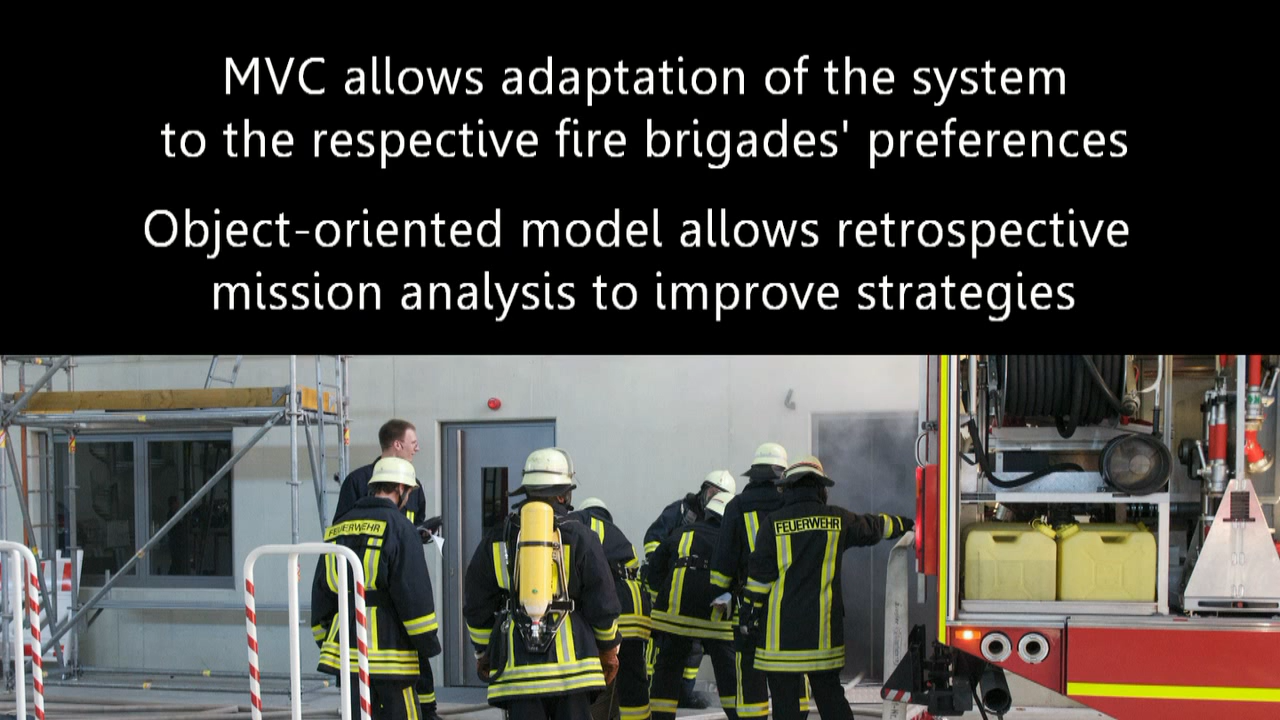 MVC allows adaptation of the system
to the respective fire brigades' preferences
Object-oriented model allows retrospective
mission analysis to improve strategies
FEUERWEHR
FEUERWEHR